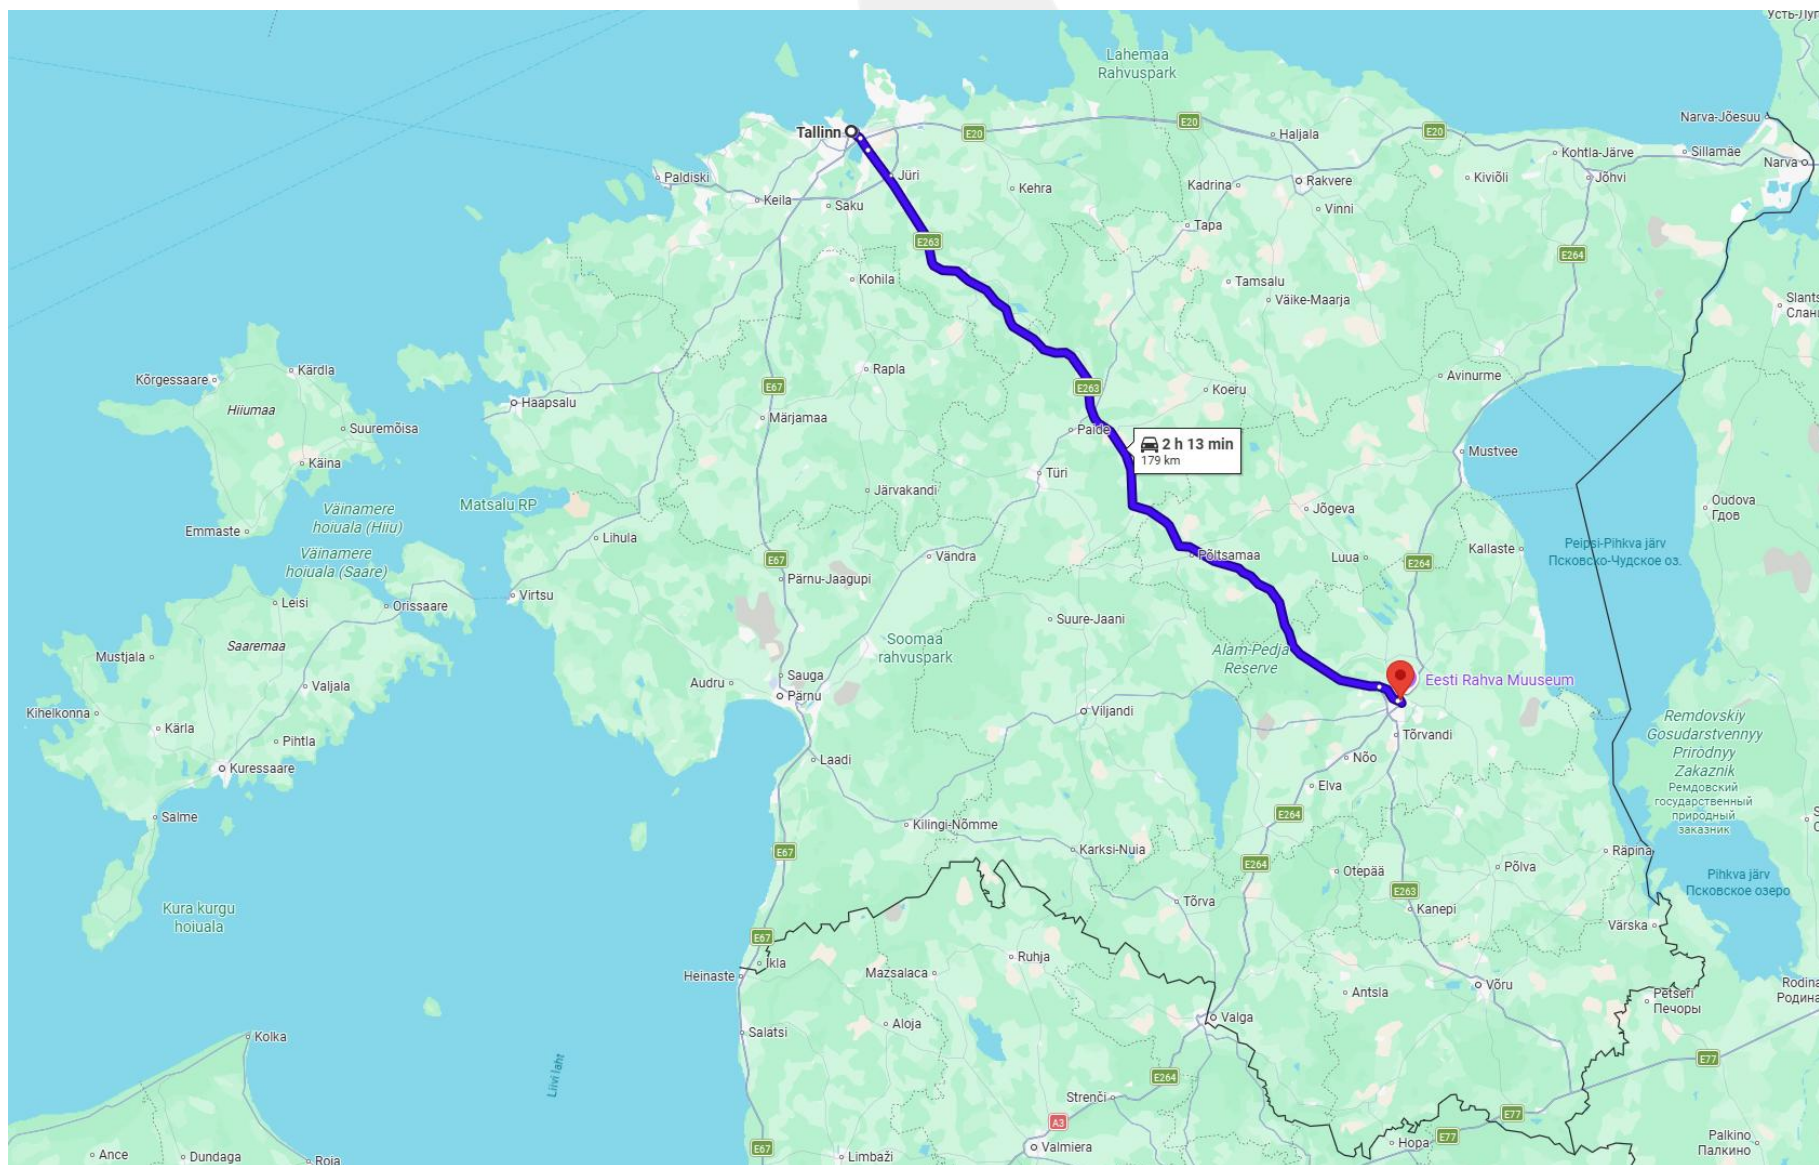 Усть-Луг
Lahemaa
Rahvuspark
Narva-Jõesuu
Tallinn
E20
E20
E20
Haljala
Kohtla-Järve
Sillamäe
Narva
Paldiski
Jüri
Kehra
Kadrina
Rakvere
Kiviõli
Jõhvi
Keila
Saku
Vinni
Tapa
E263
E264
Kohila
Tamsalu
Väike-Maarja
Slants
Слан
Kõrgessaare
Kärdla
Rapla
Avinurme
E67
E263
Koeru
Hiiumaa
Haapsalu
Märjamaa
Suuremõisa
Paide
2 h 13 min
179 km
Mustvee
Käina
Türi
Järvakandi
Matsalu RP
Jõgeva
Oudova
Гдов
Väinamere
hoiuala (Hiiu)
Emmaste
Lihula
Peipsi-Pihkva järv
Псковско-Чудское оз.
Kallaste
Väinamere
hoiuala (Saare)
Vändra
Põltsamaa
Luua
E67
E264
Pärnu-Jaagupi
Virtsu
Leisi
Orissaare
Suure-Jaani
Saaremaa
Soomaa
rahvuspark
Mustjala
Alam-Pedja
Reserve
Sauga
Audru
Valjala
Pärnu
Eesti Rahva Muuseum
Kihelkonna
Viljandi
Remdovskiy
Gosudarstvennyy
Prirodnyy
Zakaznik
Ремдовский
государственный
природный
заказник
Kärla
Pihtla
Tõrvandi
Laadi
Nõo
Kuressaare
Elva
Salme
E264
Kilingi-Nõmme
E67
Karksi-Nuia
Räpina
E264
Otepää
Põlva
Pihkva järv
Псковское озеро
E263
Kura kurgu
hoiuala
Tõrva
Kanepi
Värska
E67
Ikla
Ruhja
Heinaste
Mazsalaca
Võru
Rodina
Родина
Antsla
Petseri
Печоры
Valga
Aloja
Salatsi
Kolka
Liivi laht
E77
E264
Strenči
E77
A3
Valmiera
E67
E77
Hopa
Palkino
Палкино
Ance
Dundaga
Roja
Limbaži